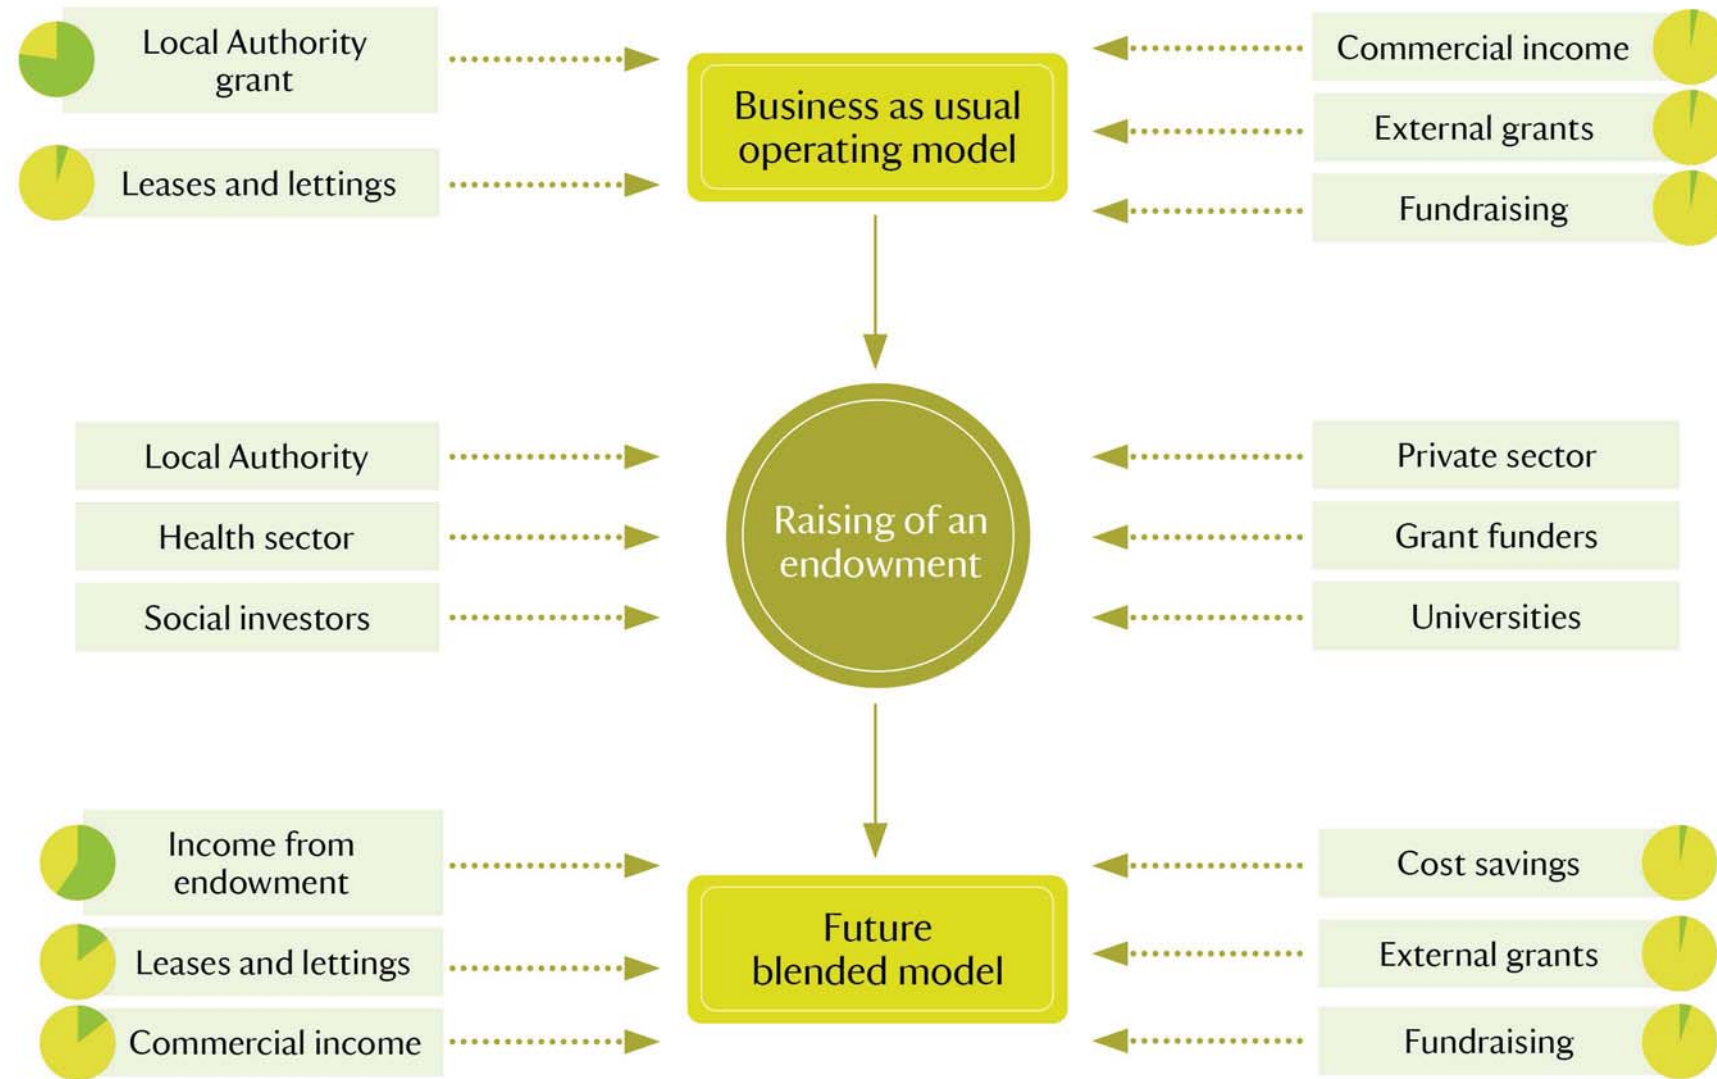 Local Authority
grant
Leases and lettings
Business as usual
operating model
Commercial income
External grants
Fundraising
Local Authority
Health sector
Social investors
Raising of an
endowment
Private sector
Grant funders
Universities
Income from
endowment
Leases and lettings
Commercial income
Future
blended model
Cost savings
External grants
Fundraising